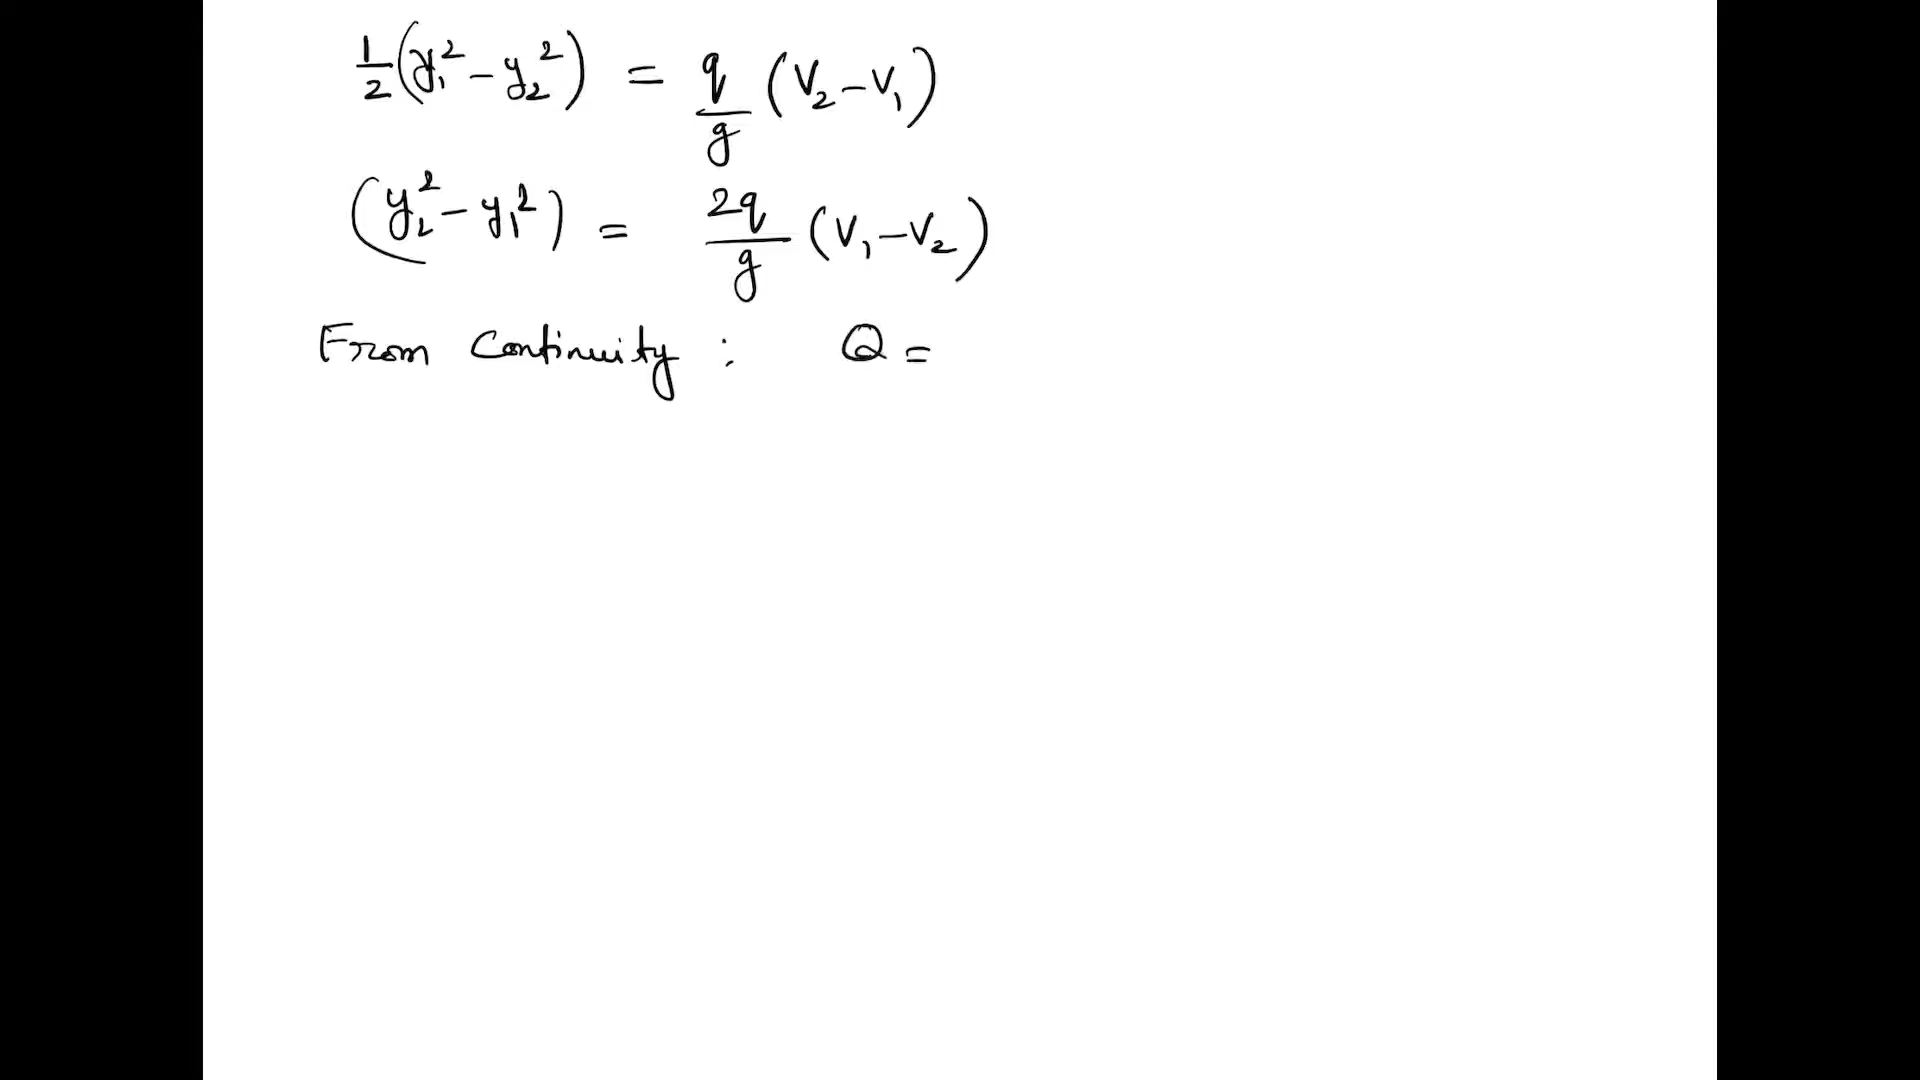 ½(y₁² − y₂²) = q/g (V₂ − V₁)
(y₂² − y₁²) = 2q/g (V₁ − V₂)
From Continuity : Q =